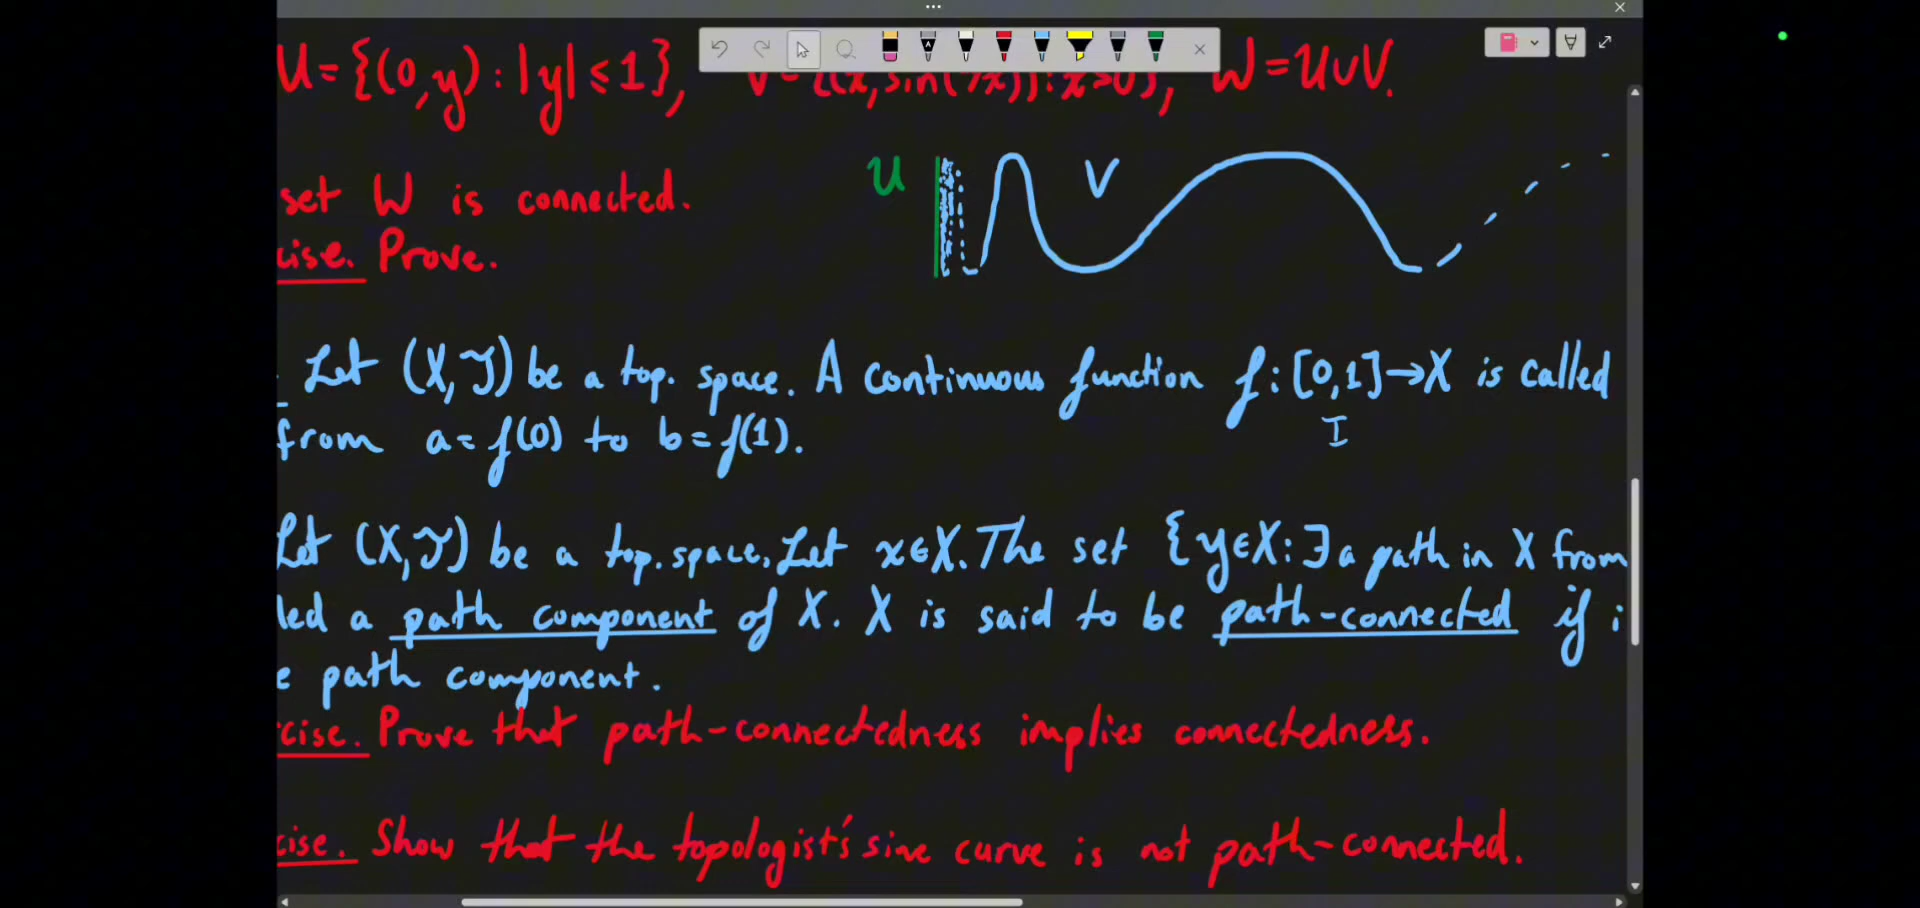 U={(0,y) : |y| ≤ 1}, V={(x, sin(1/x)) : x>0}, W = U∪V.
U V
set W is connected.
cise. Prove.
. Let (X,𝒯) be a top. space. A continuous function f: [0,1]→X is called
I
from a=f(0) to b=f(1).
Let (X,𝒯) be a top. space. Let x∈X. The set {y∈X: ∃ a path in X from
led a path component of X. X is said to be path-connected if i
e path component.
cise. Prove that path-connectedness implies connectedness.
cise. Show that the topologist's sine curve is not path-connected.